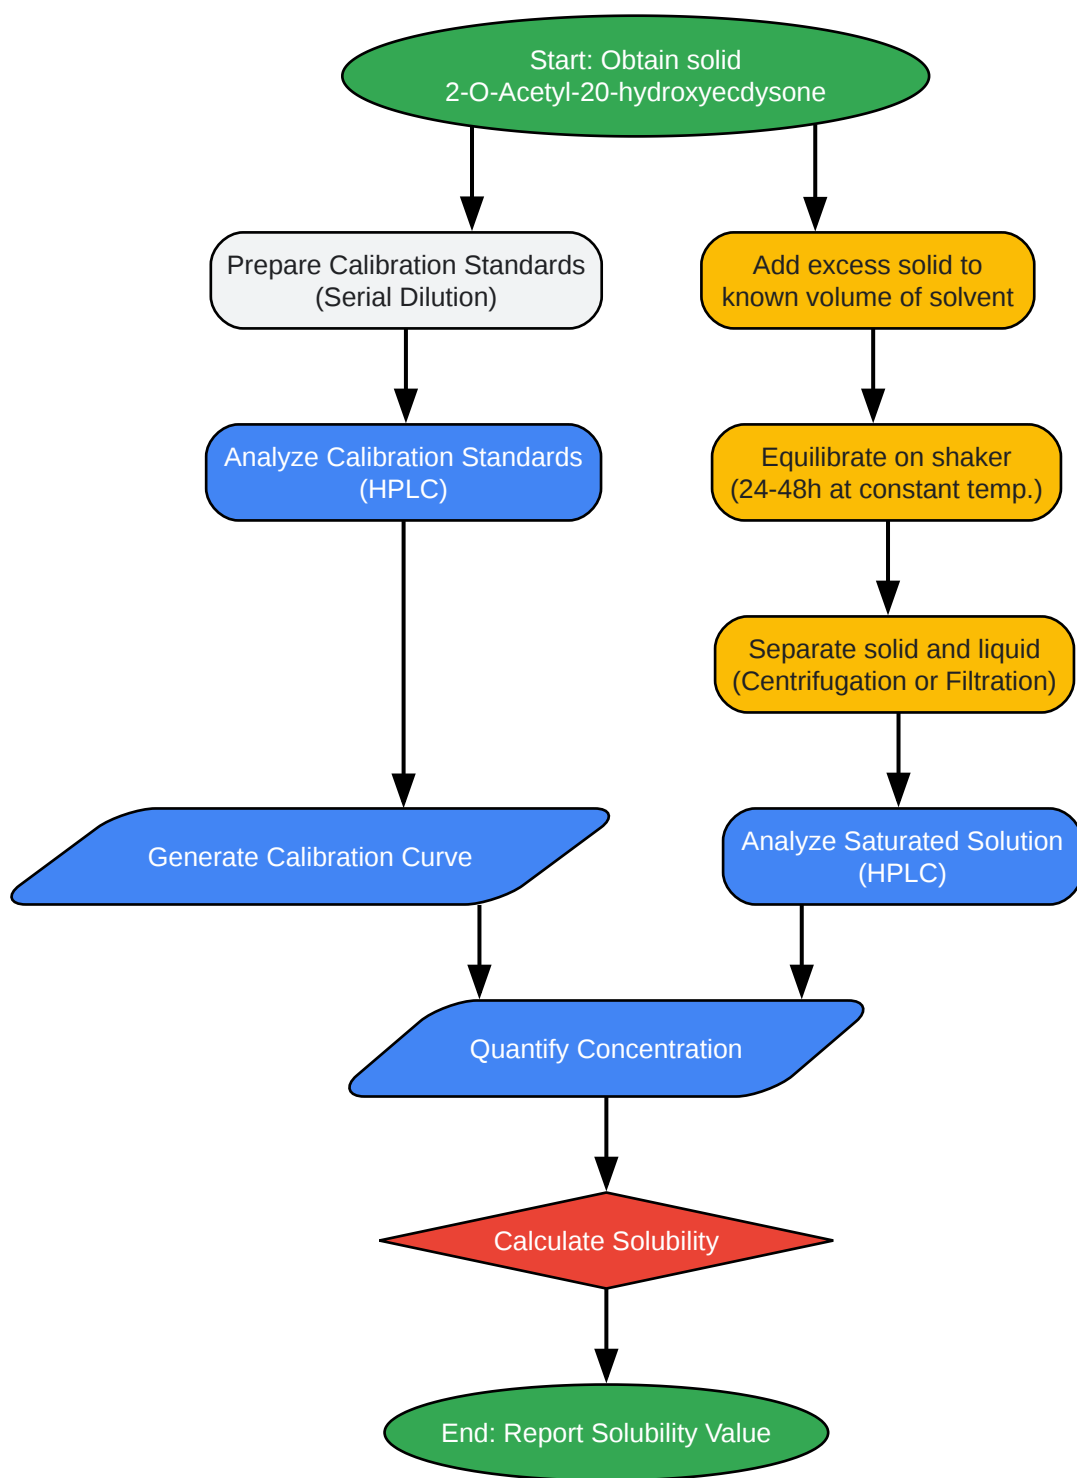 Start: Obtain solid
2-O-Acetyl-20-hydroxyecdysone
Prepare Calibration Standards
(Serial Dilution)
Add excess solid to
known volume of solvent
Analyze Calibration Standards
(HPLC)
Equilibrate on shaker
(24-48h at constant temp.)
Separate solid and liquid
(Centrifugation or Filtration)
Generate Calibration Curve
Analyze Saturated Solution
(HPLC)
Quantify Concentration
Calculate Solubility
End: Report Solubility Value